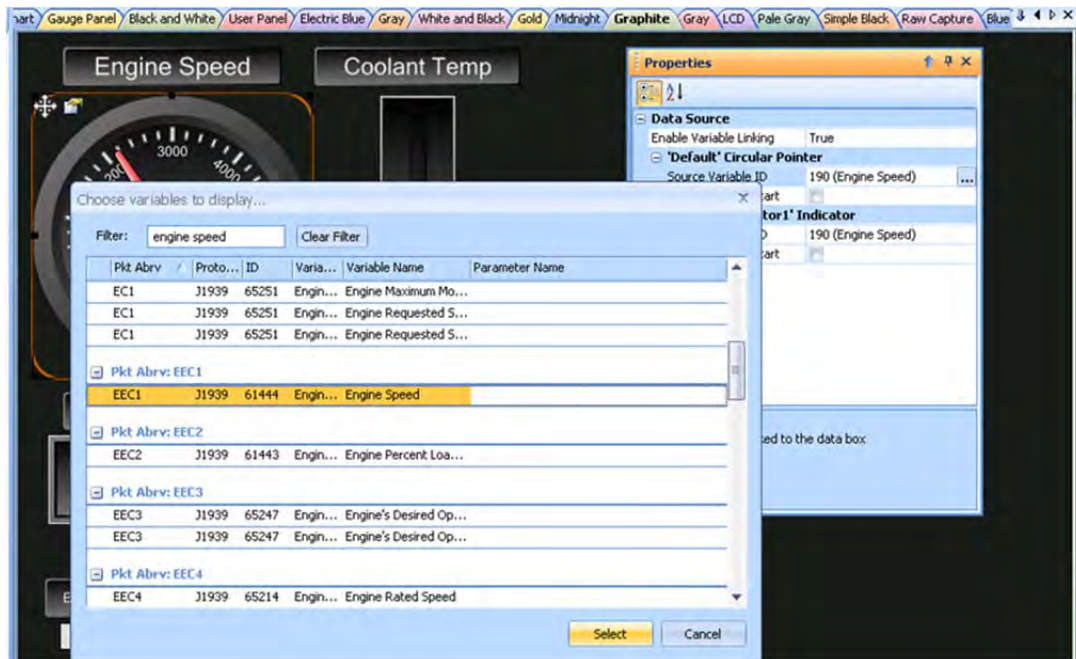 Gauge Panel Black and White User Panel Electric Blue Gray White and Black Gold Midnight Graphite Gray LCD Pale Gray Simple Black Raw Capture Blue
Engine Speed
Coolant Temp
Properties
3000
4000
Data Source
Enable Variable Linking True
'Default' Circular Pointer
Source Variable ID 190 (Engine Speed) ...
Choose variables to display...
Indicator
190 (Engine Speed)
Filter: engine speed Clear Filter
Pkt Abrv Proto... ID Varia... Variable Name Parameter Name
EC1 J1939 65251 Engin... Engine Maximum Mo...
EC1 J1939 65251 Engin... Engine Requested S...
EC1 J1939 65251 Engin... Engine Requested S...
Pkt Abrv: EEC1
EEC1 J1939 61444 Engin... Engine Speed
Pkt Abrv: EEC2
to the data box
EEC2 J1939 61443 Engin... Engine Percent Loa...
Pkt Abrv: EEC3
EEC3 J1939 65247 Engin... Engine's Desired Op...
EEC3 J1939 65247 Engin... Engine's Desired Op...
Pkt Abrv: EEC4
EEC4 J1939 65214 Engin... Engine Rated Speed
Select Cancel